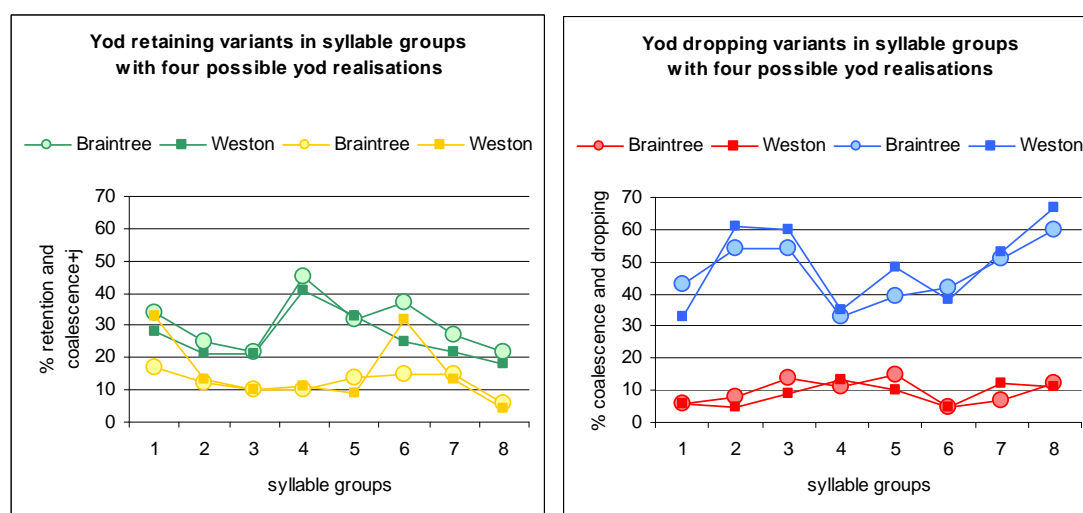 Yod retaining variants in syllable groups
with four possible yod realisations
Braintree Weston Braintree Weston
% retention and
coalescence+j
70
60
50
40
30
20
10
0
1 2 3 4 5 6 7 8
syllable groups
Yod dropping variants in syllable groups
with four possible yod realisations
Braintree Weston Braintree Weston
% coalescence and dropping
70
60
50
40
30
20
10
0
1 2 3 4 5 6 7 8
syllable groups